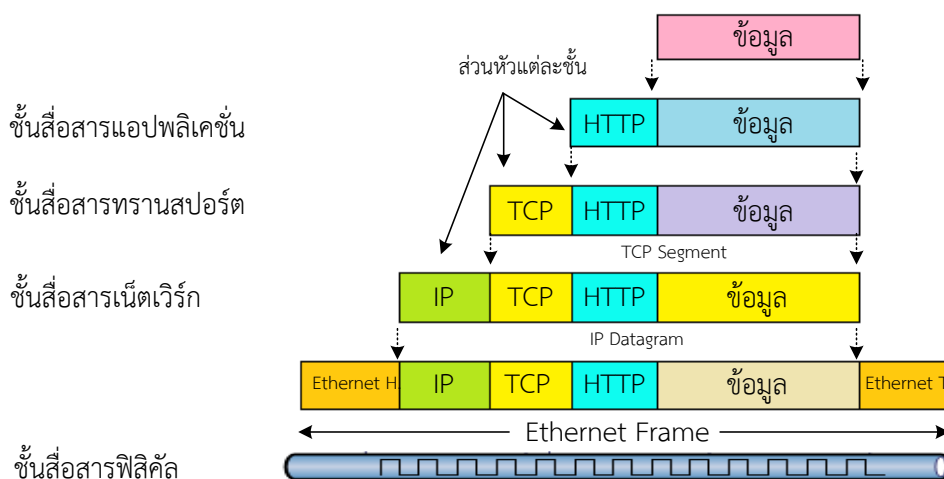 ข้อมูล
ส่วนหัวแต่ละชั้น
ชั้นสื่อสารแอปพลิเคชั่น HTTP ข้อมูล
ชั้นสื่อสารทรานสปอร์ต TCP HTTP ข้อมูล
TCP Segment
ชั้นสื่อสารเน็ตเวิร์ก IP TCP HTTP ข้อมูล
IP Datagram
Ethernet H. IP TCP HTTP ข้อมูล Ethernet T
Ethernet Frame
ชั้นสื่อสารฟิสิคัล